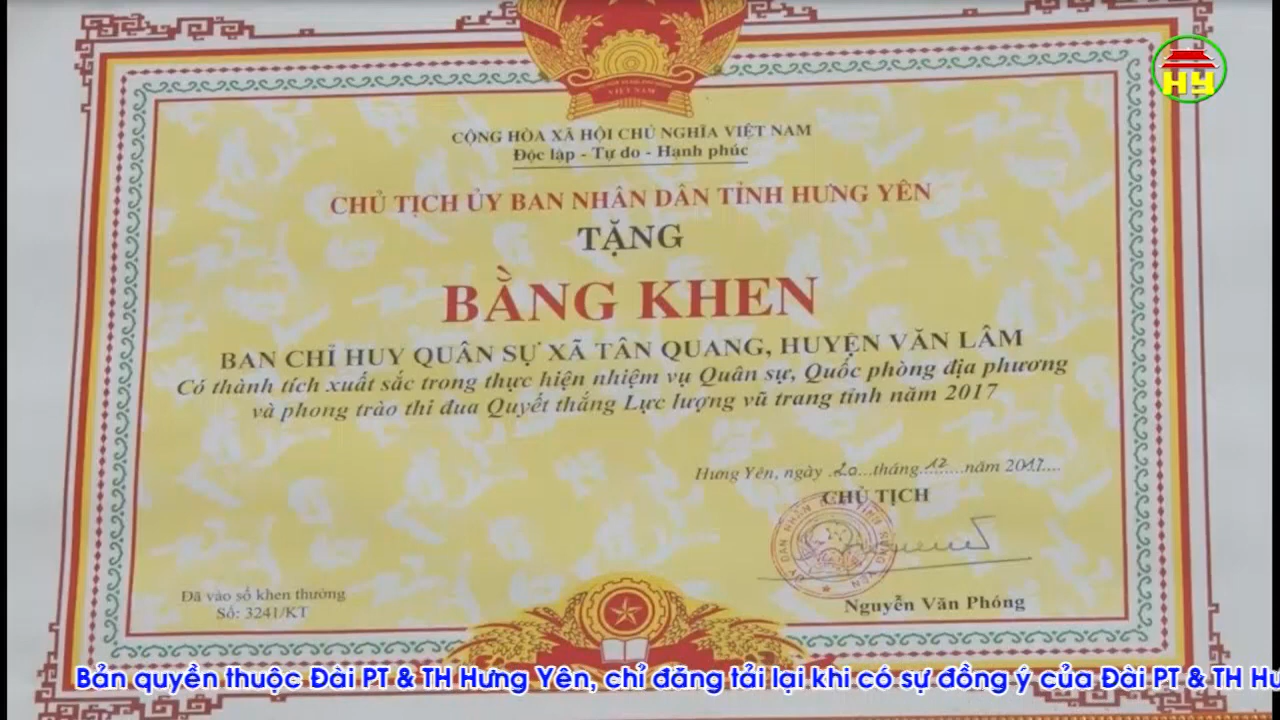 HY
VIỆT NAM
CỘNG HÒA XÃ HỘI CHỦ NGHĨA VIỆT NAM
Độc lập - Tự do - Hạnh phúc
CHỦ TỊCH ỦY BAN NHÂN DÂN TỈNH HƯNG YÊN
TẶNG
BẰNG KHEN
BAN CHỈ HUY QUÂN SỰ XÃ TÂN QUANG, HUYỆN VĂN LÂM
Có thành tích xuất sắc trong thực hiện nhiệm vụ Quân sự, Quốc phòng địa phương
và phong trào thi đua Quyết thắng Lực lượng vũ trang tỉnh năm 2017
Hưng Yên, ngày .20...tháng..12......năm 2017....
CHỦ TỊCH
Nguyễn Văn Phóng
Đã vào sổ khen thưởng
Số: 3241/KT
Bản quyền thuộc Đài PT & TH Hưng Yên, chỉ đăng tải lại khi có sự đồng ý của Đài PT & TH Hư